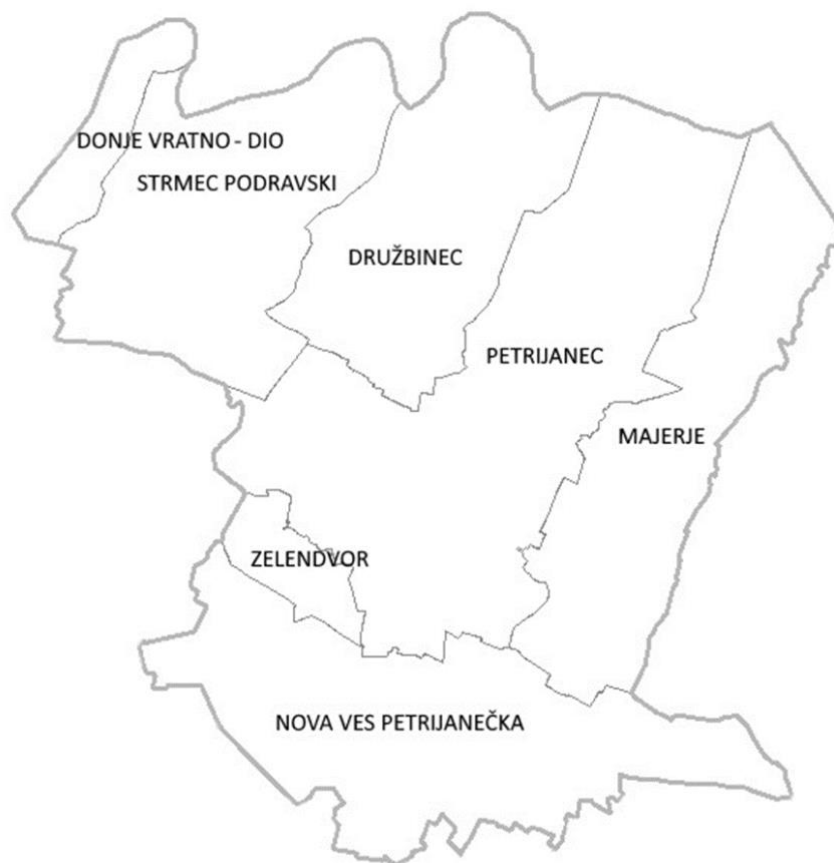 DONJE VRATNO - DIO
STRMEC PODRAVSKI
DRUŽBINEC
PETRIJANEC
MAJERJE
ZELENDVOR
NOVA VES PETRIJANEČKA